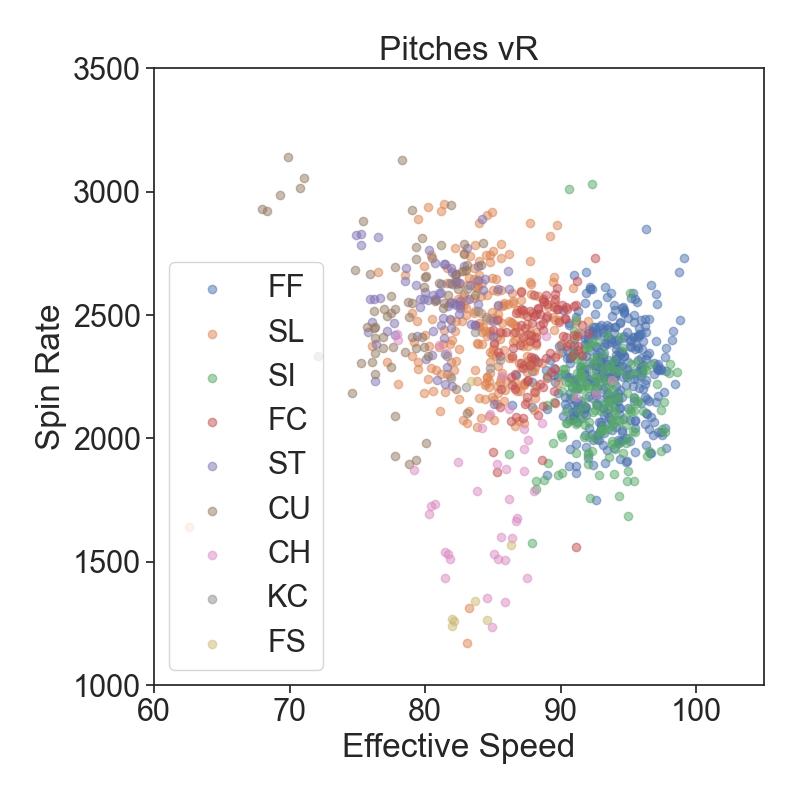 Pitches vR
3500
3000
2500
2000
1500
1000
Spin Rate
FF
SL
SI
FC
ST
CU
CH
KC
FS
60 70 80 90 100
Effective Speed